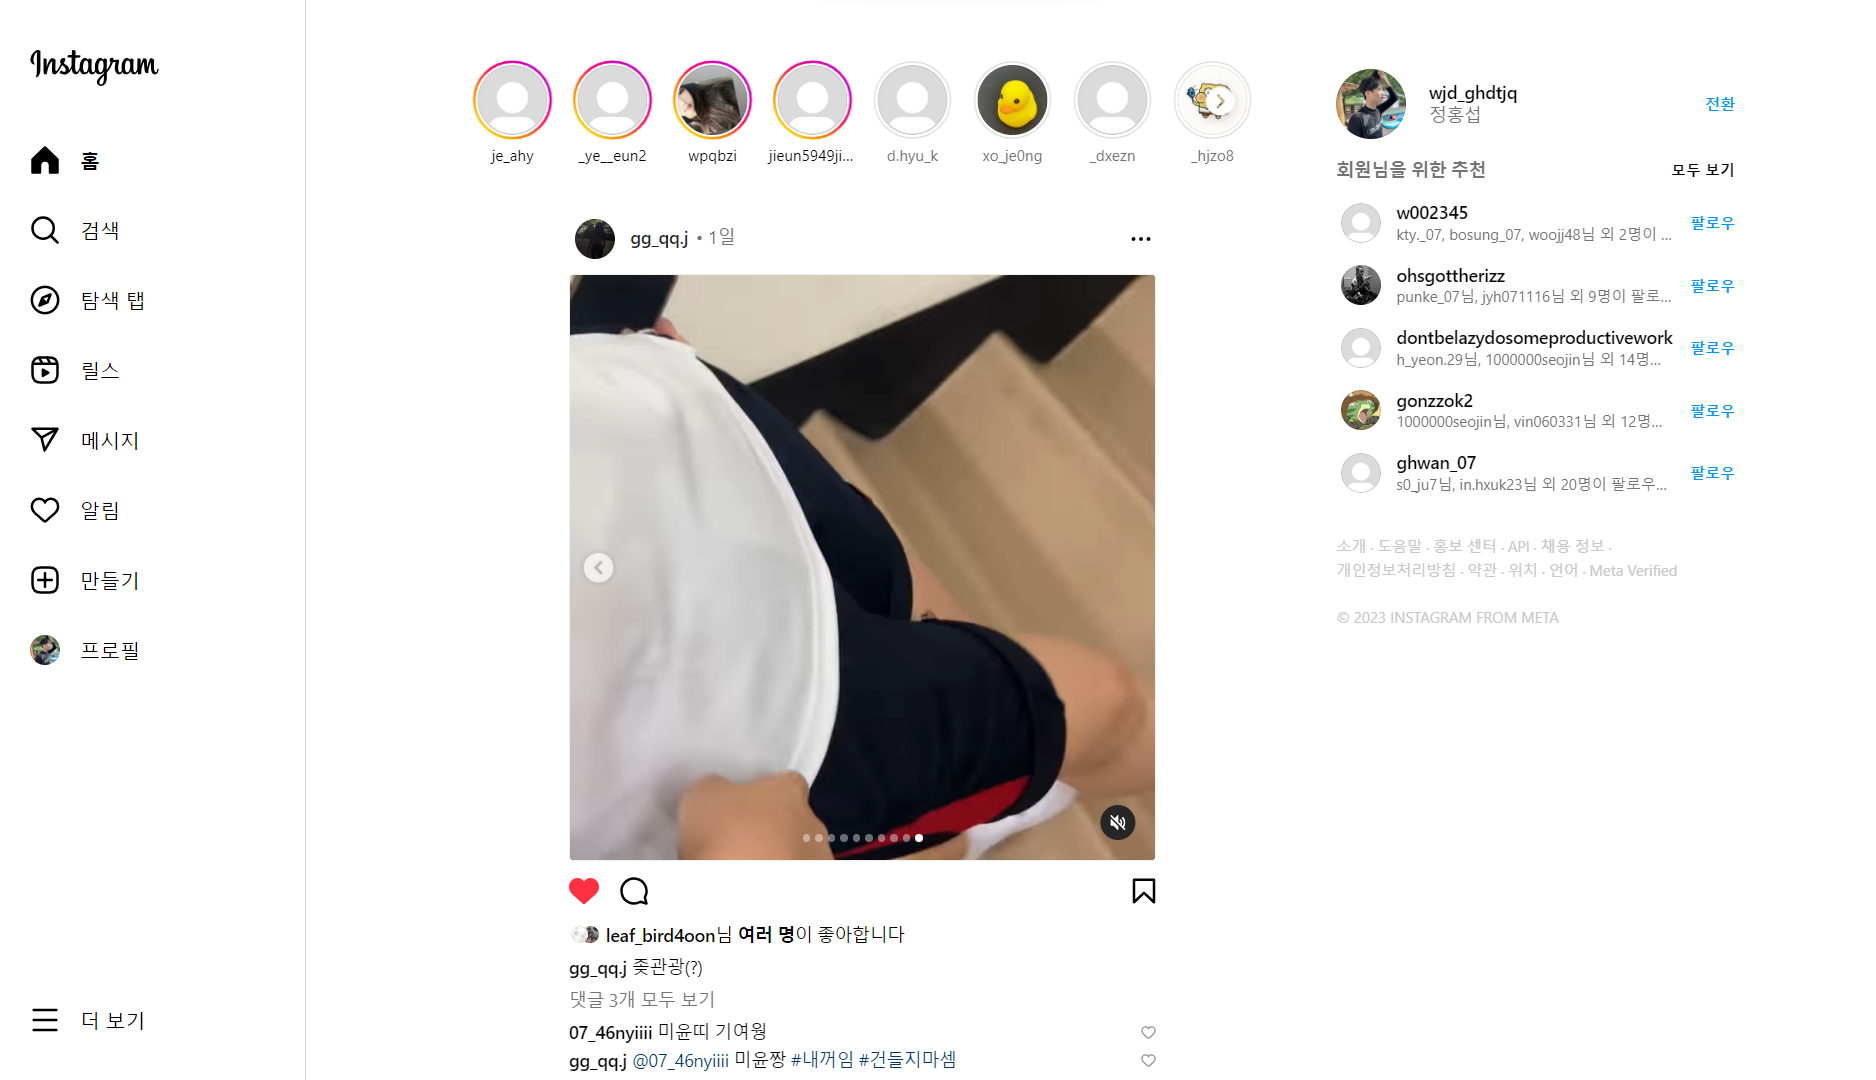 Instagram
홈
검색
탐색 탭
릴스
메시지
알림
만들기
프로필
더 보기
je_ahy
_ye__eun2
wpqbzi
jieun5949ji...
d.hyu_k
xo_je0ng
_dxezn
_hjzo8
gg_qq.j • 1일
leaf_bird4oon님 여러 명이 좋아합니다
gg_qq.j 좆관광(?)
댓글 3개 모두 보기
07_46nyiiii 미윤띠 기여웡
gg_qq.j @07_46nyiiii 미윤짱 #내꺼임 #건들지마셈
wjd_ghdtjq
정홍섭
전환
회원님을 위한 추천
모두 보기
w002345
kty._07, bosung_07, woojj48님 외 2명이 ...
팔로우
ohsgottherizz
punke_07님, jyh071116님 외 9명이 팔로...
팔로우
dontbelazydosomeproductivework
h_yeon.29님, 1000000seojin님 외 14명...
팔로우
gonzzok2
1000000seojin님, vin060331님 외 12명...
팔로우
ghwan_07
s0_ju7님, in.hxuk23님 외 20명이 팔로우...
팔로우
소개 · 도움말 · 홍보 센터 · API · 채용 정보 ·
개인정보처리방침 · 약관 · 위치 · 언어 · Meta Verified
© 2023 INSTAGRAM FROM META